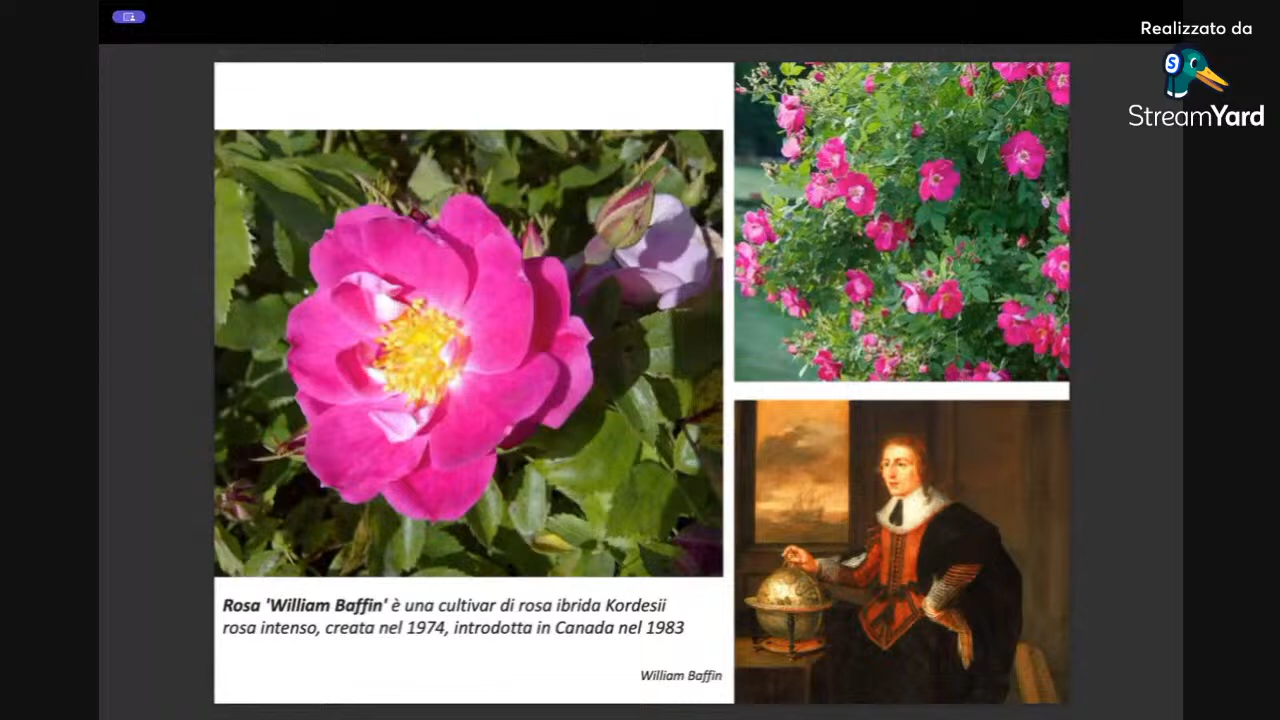 Realizzato da
StreamYard
Rosa 'William Baffin' è una cultivar di rosa ibrida Kordesii
rosa intenso, creata nel 1974, introdotta in Canada nel 1983
William Baffin